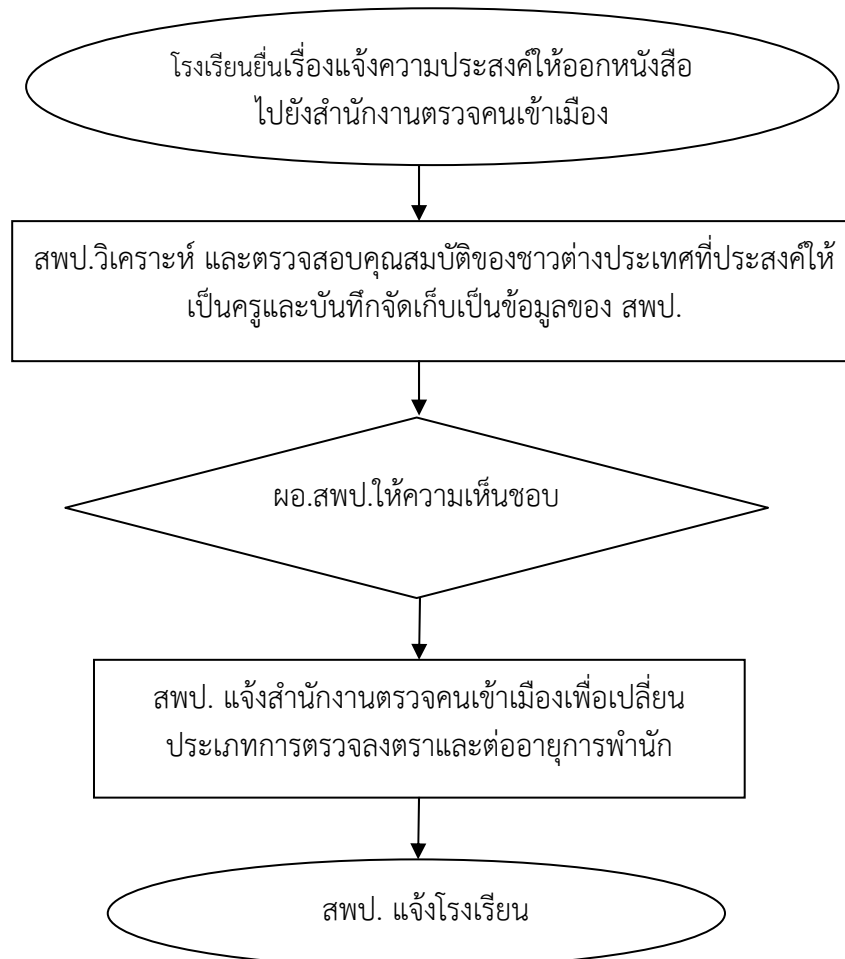 โรงเรียนยื่นเรื่องแจ้งความประสงค์ให้ออกหนังสือ
ไปยังสำนักงานตรวจคนเข้าเมือง
สพป.วิเคราะห์ และตรวจสอบคุณสมบัติของชาวต่างประเทศที่ประสงค์ให้
เป็นครูและบันทึกจัดเก็บเป็นข้อมูลของ สพป.
ผอ.สพป.ให้ความเห็นชอบ
สพป. แจ้งสำนักงานตรวจคนเข้าเมืองเพื่อเปลี่ยน
ประเภทการตรวจลงตราและต่ออายุการพำนัก
สพป. แจ้งโรงเรียน